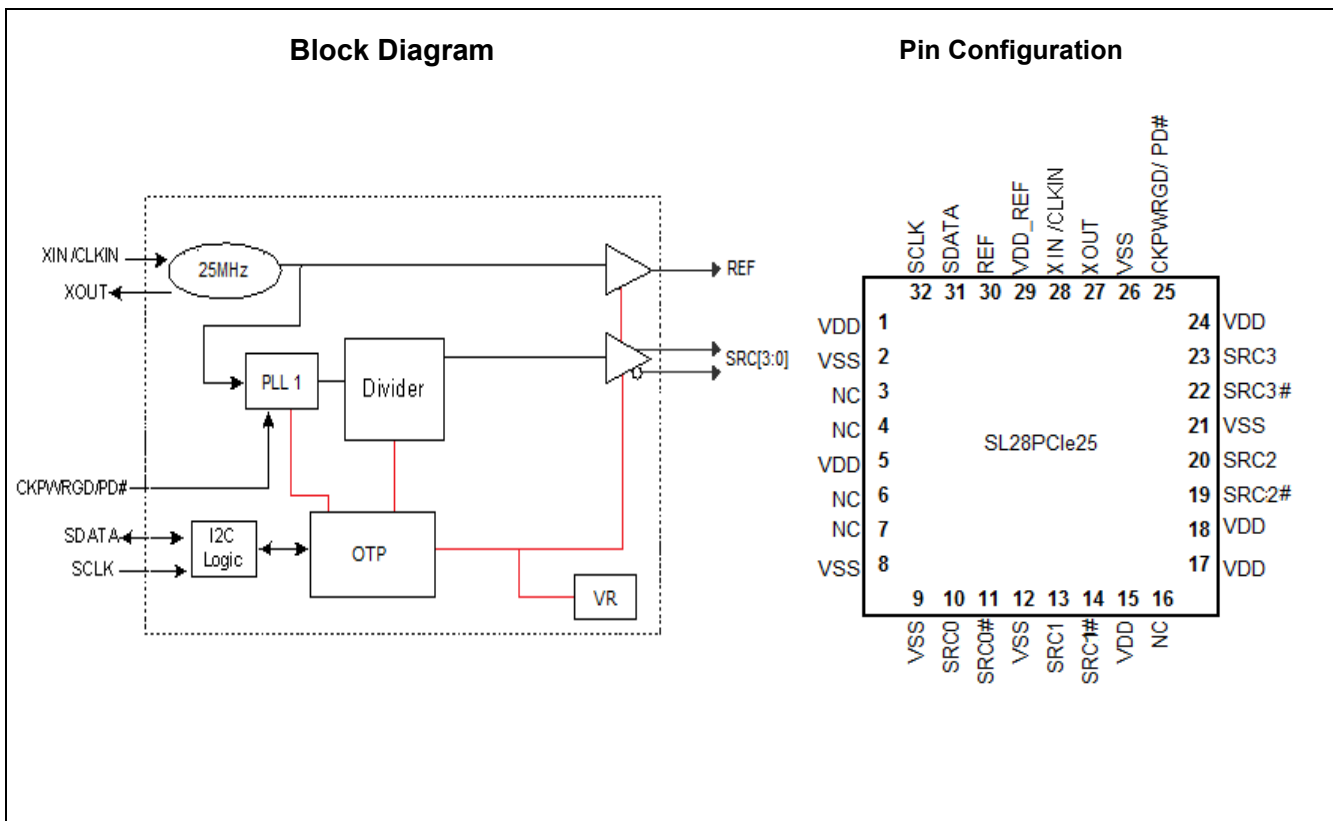 Block Diagram
Pin Configuration
XIN/CLKIN
XOUT
25MHz
REF
SRC[3:0]
PLL 1
Divider
CKPWRGD/PD#
SDATA
SCLK
I2C
Logic
OTP
VR
SCLK
SDATA
REF
VDD_REF
XIN/CLKIN
XOUT
VSS
CKPWRGD/ PD#
32 31 30 29 28 27 26 25
VDD 1
VSS 2
NC 3
NC 4
VDD 5
NC 6
NC 7
VSS 8
SL28PCIe25
24 VDD
23 SRC3
22 SRC3#
21 VSS
20 SRC2
19 SRC2#
18 VDD
17 VDD
9 10 11 12 13 14 15 16
VSS
SRC0
SRC0#
VSS
SRC1
SRC1#
VDD
NC